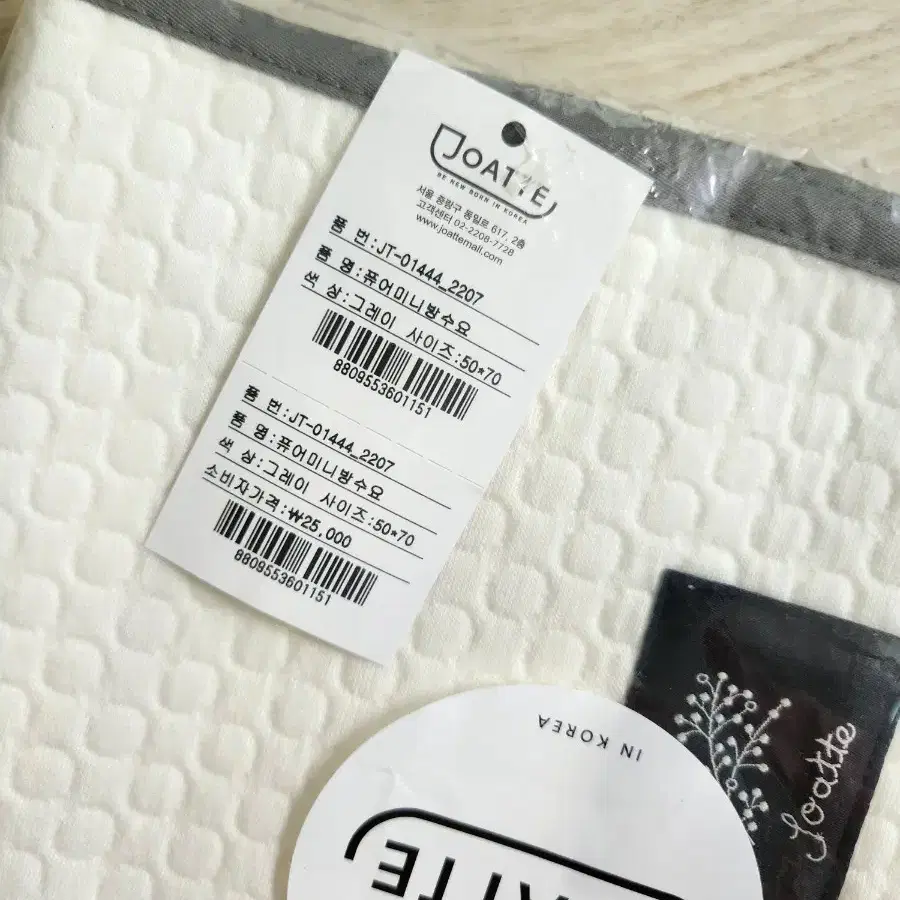 JOATTE
BE NEW BORN IN KOREA
서울 중랑구 동일로 617, 2층
고객센터 02-2208-7728
www.joattemall.com
품 번:JT-01444_2207
품 명:퓨어미니방수요
색 상:그레이 사이즈:50*70
8809553601151
품 번:JT-01444_2207
품 명:퓨어미니방수요
색 상:그레이 사이즈:50*70
소비자가격:₩25,000
8809553601151
IN KOREA
ATTE
Joatte